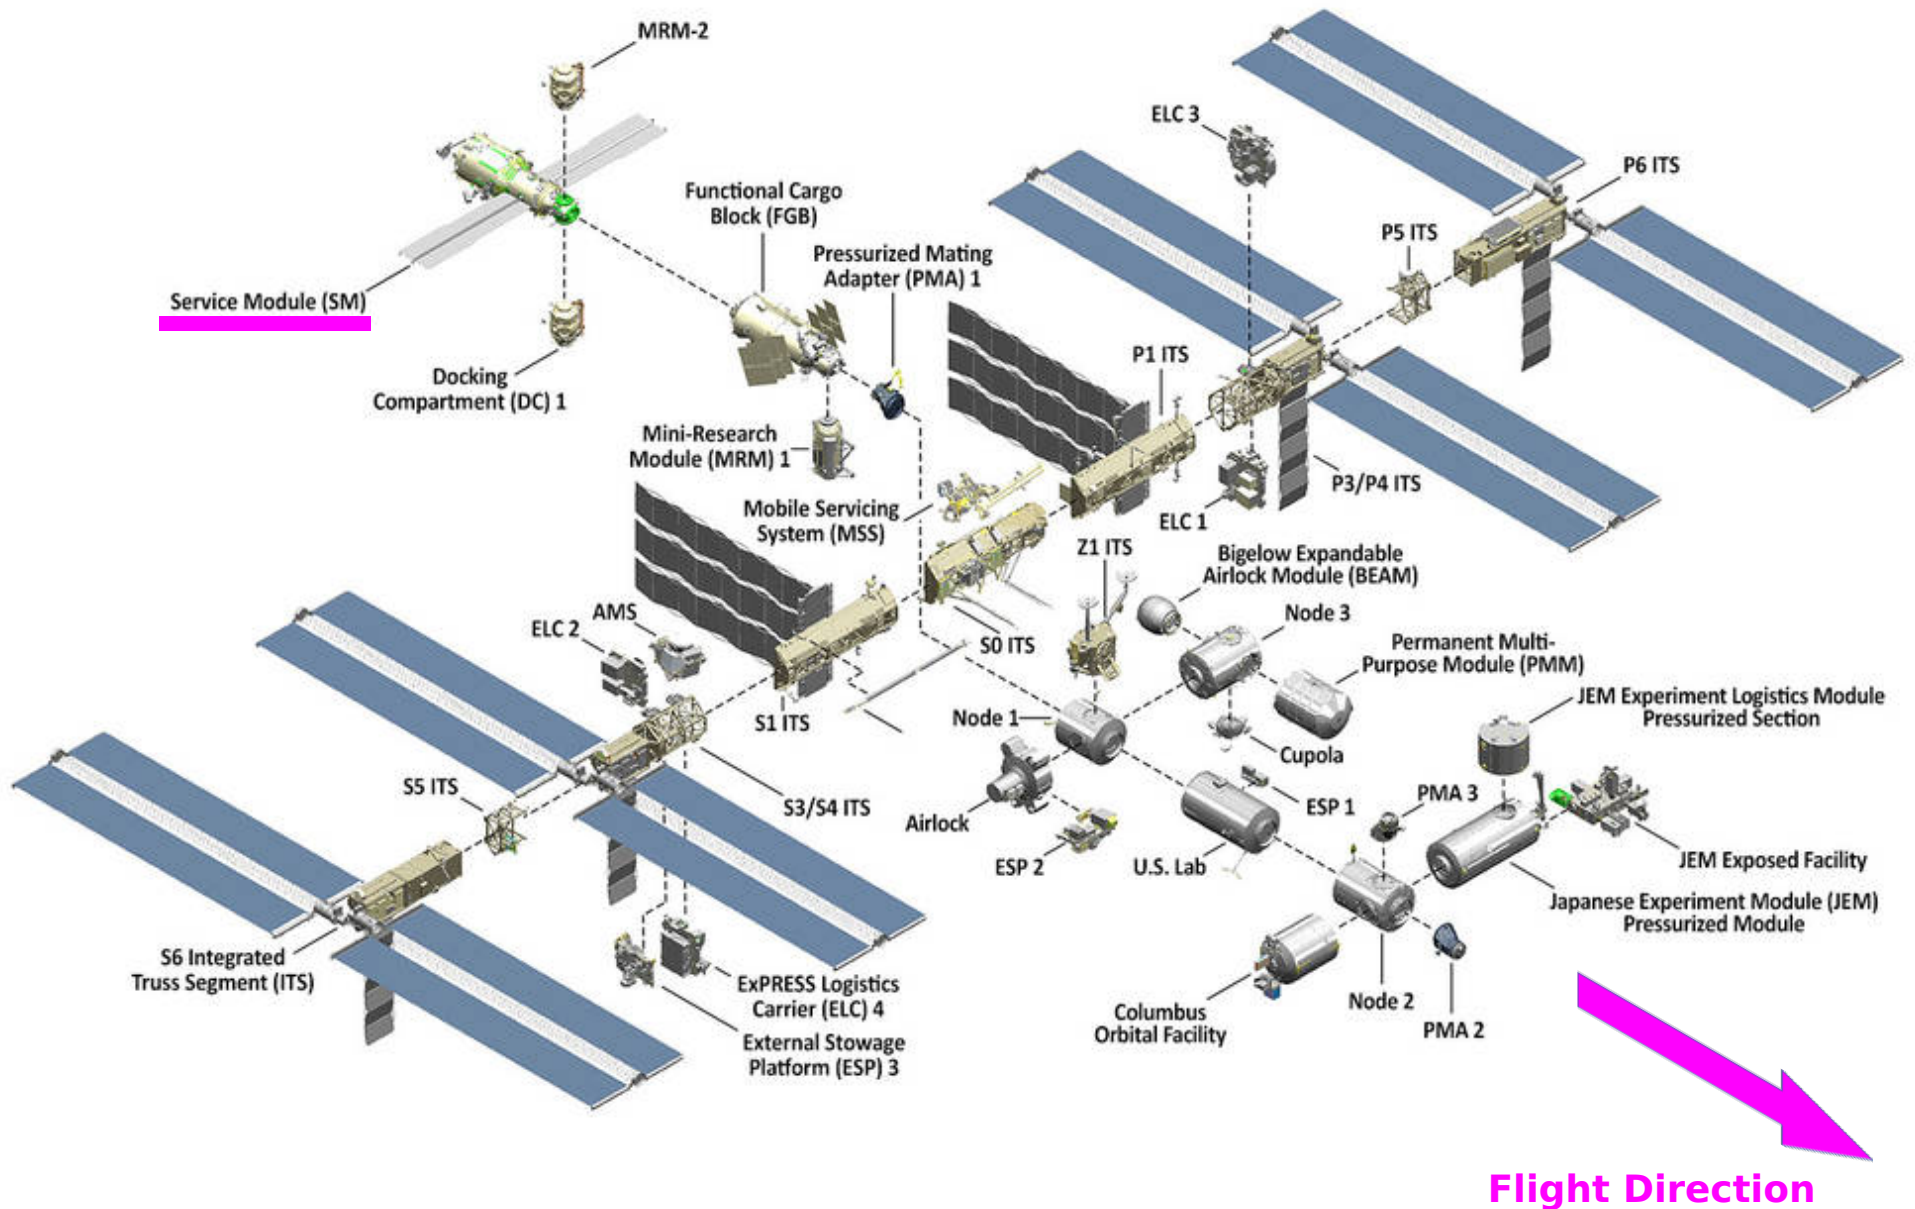 MRM-2
ELC 3
P6 ITS
Functional Cargo
Block (FGB)
P5 ITS
Pressurized Mating
Adapter (PMA) 1
Service Module (SM)
P1 ITS
Docking
Compartment (DC) 1
Mini-Research
Module (MRM) 1
P3/P4 ITS
Mobile Servicing
System (MSS)
ELC 1
Z1 ITS
Bigelow Expandable
Airlock Module (BEAM)
AMS
ELC 2
Node 3
S0 ITS
Permanent Multi-
Purpose Module (PMM)
JEM Experiment Logistics Module
Pressurized Section
S1 ITS
Node 1
Cupola
S5 ITS
S3/S4 ITS
Airlock
ESP 1
PMA 3
ESP 2
U.S. Lab
JEM Exposed Facility
Japanese Experiment Module (JEM)
Pressurized Module
S6 Integrated
Truss Segment (ITS)
ExPRESS Logistics
Carrier (ELC) 4
Node 2
Columbus
Orbital Facility
PMA 2
External Stowage
Platform (ESP) 3
Flight Direction